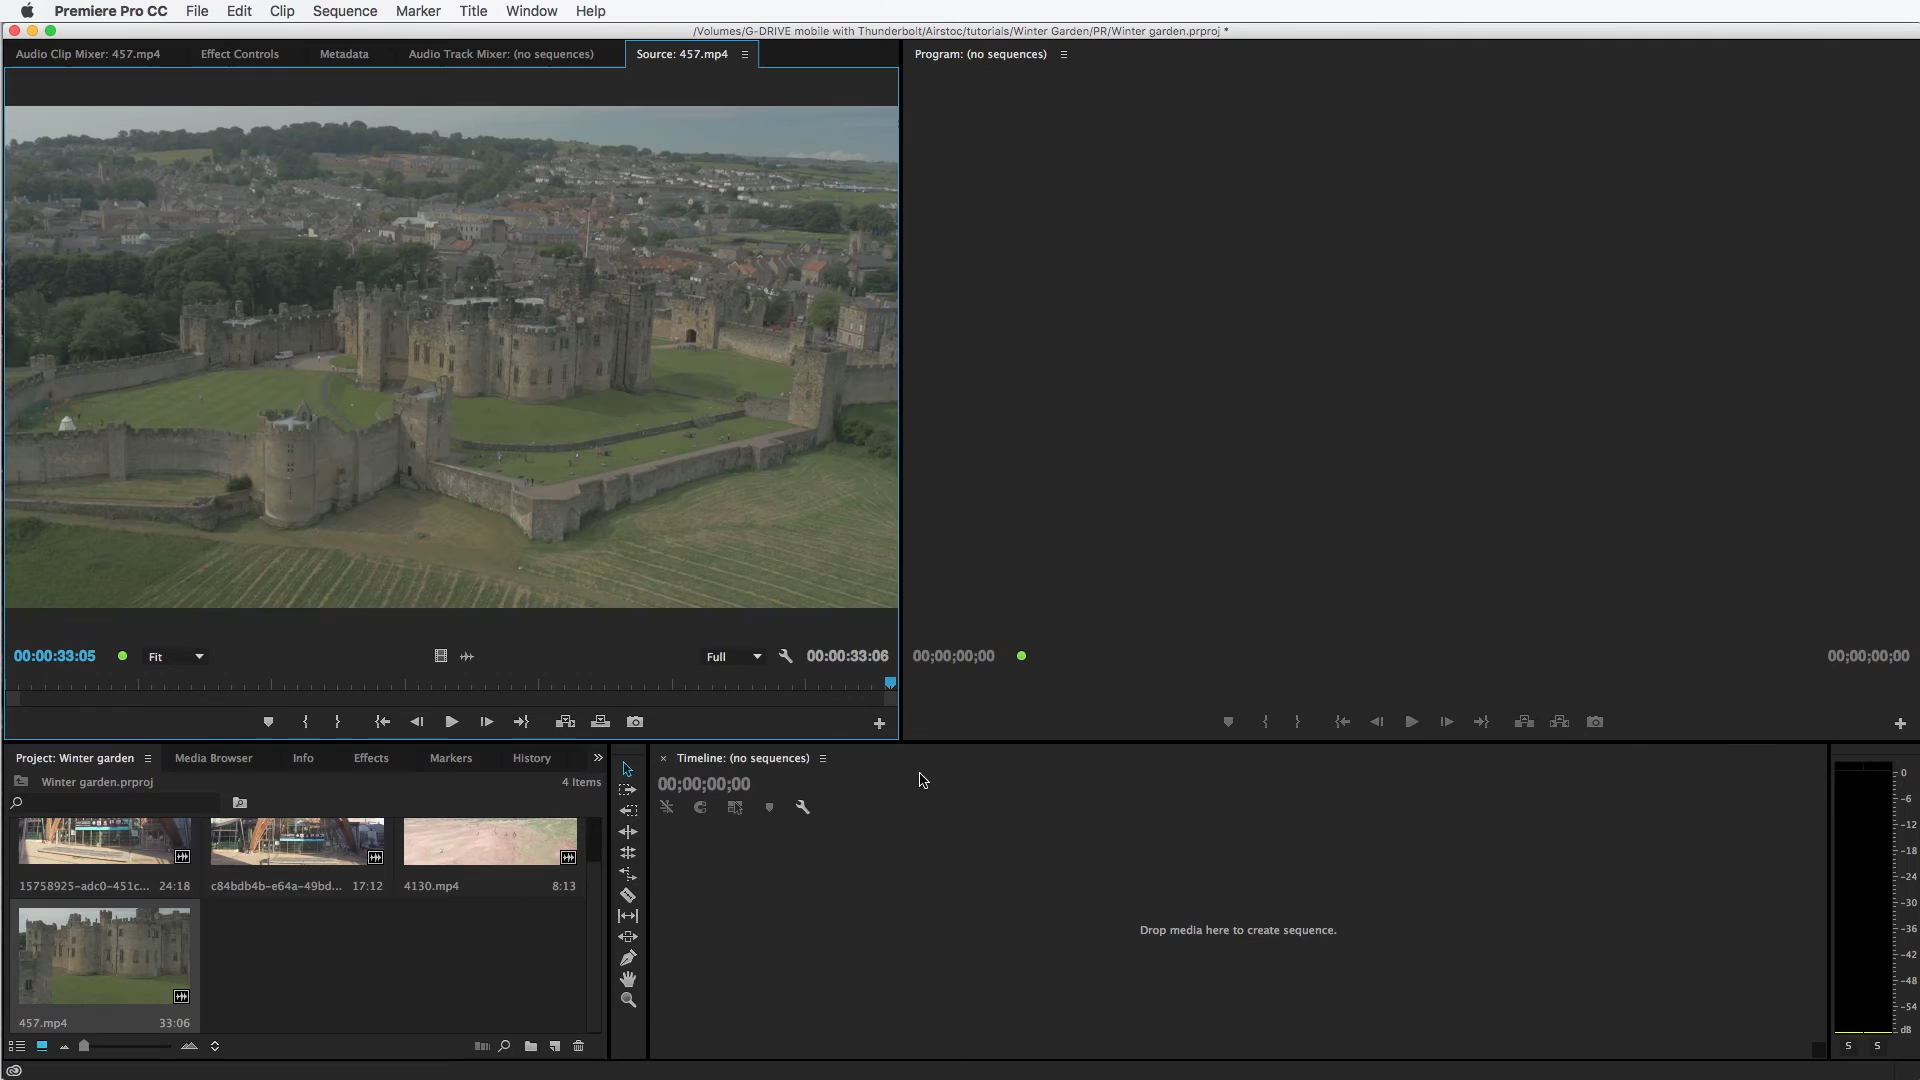 Premiere Pro CC File Edit Clip Sequence Marker Title Window Help
/Volumes/G-DRIVE mobile with Thunderbolt/Airstoc/tutorials/Winter Garden/PR/Winter garden.prproj *
Audio Clip Mixer: 457.mp4 Effect Controls Metadata Audio Track Mixer: (no sequences) Source: 457.mp4
Program: (no sequences)
00:00:33:05 Fit Full 00:00:33:06
00;00;00;00 00;00;00;00
Project: Winter garden Media Browser Info Effects Markers History
Winter garden.prproj 4 Items
15758925-adc0-451c... 24:18
c84bdb4b-e64a-49bd... 17:12
4130.mp4 8:13
457.mp4 33:06
Timeline: (no sequences)
00;00;00;00
Drop media here to create sequence.
0
-6
-12
-18
-24
-30
-36
-42
-48
-54
dB
S S